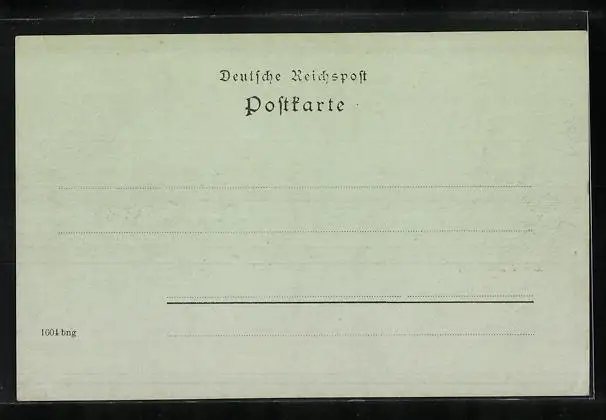 Deutſche Reichspoſt
Poſtkarte
1604 bng